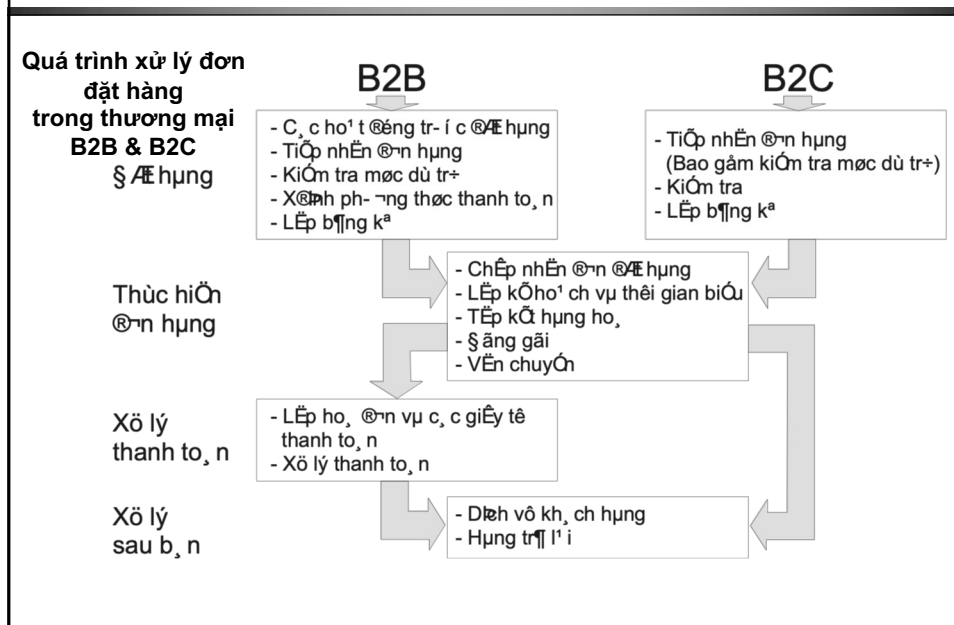 Quá trình xử lý đơn
đặt hàng
trong thương mại
B2B & B2C
B2B
B2C
§ÆT hµng
- C¸c ho¹t ®éng tr-íc ®ÆT hµng
- TiÕp nhËn ®¬n hµng
- KiÓm tra møc dù tr÷
- X®Þnh ph-¬ng thøc thanh to¸n
- LËp b¶ng kª
- TiÕp nhËn ®¬n hµng
(Bao gåm kiÓm tra møc dù tr÷)
- KiÓm tra
- LËp b¶ng kª
Thùc hiÖn
®¬n hµng
- ChÊp nhËn ®¬n ®ÆT hµng
- LËp kÕ ho¹ch vµ thêi gian biÓu
- TËp kÕt hµng ho¸
- §ãng gãi
- VËn chuyÓn
Xö lý
thanh to¸n
- LËp ho¸ ®¬n vµ c¸c giÊy tê
thanh to¸n
- Xö lý thanh to¸n
Xö lý
sau b¸n
- DÞch vô kh¸ch hµng
- Hµng tr¶ l¹i